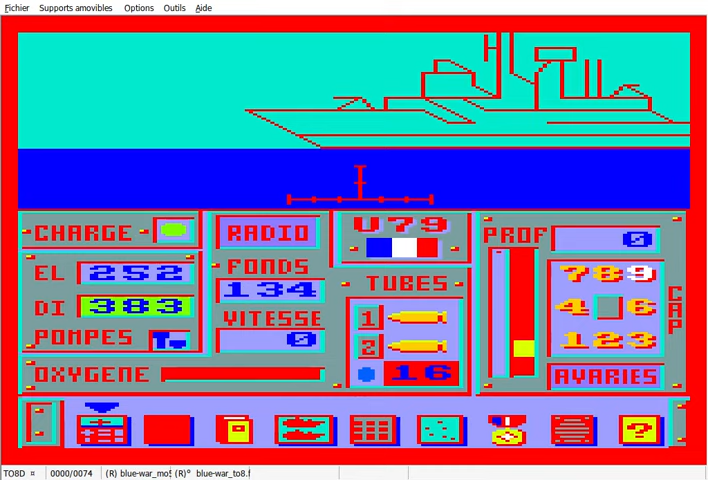 Fichier Supports amovibles Options Outils Aide
CHARGE RADIO U79 PROF 0
EL 252 FONDS 134 TUBES 789
DI 383 VITESSE 0 1 4 6 CAP
POMPES 2 123
OXYGENE 16 AVARIES
?
TO8D ¤ 0000/0074 (R) blue-war_mo! (R)° blue-war_to8.f